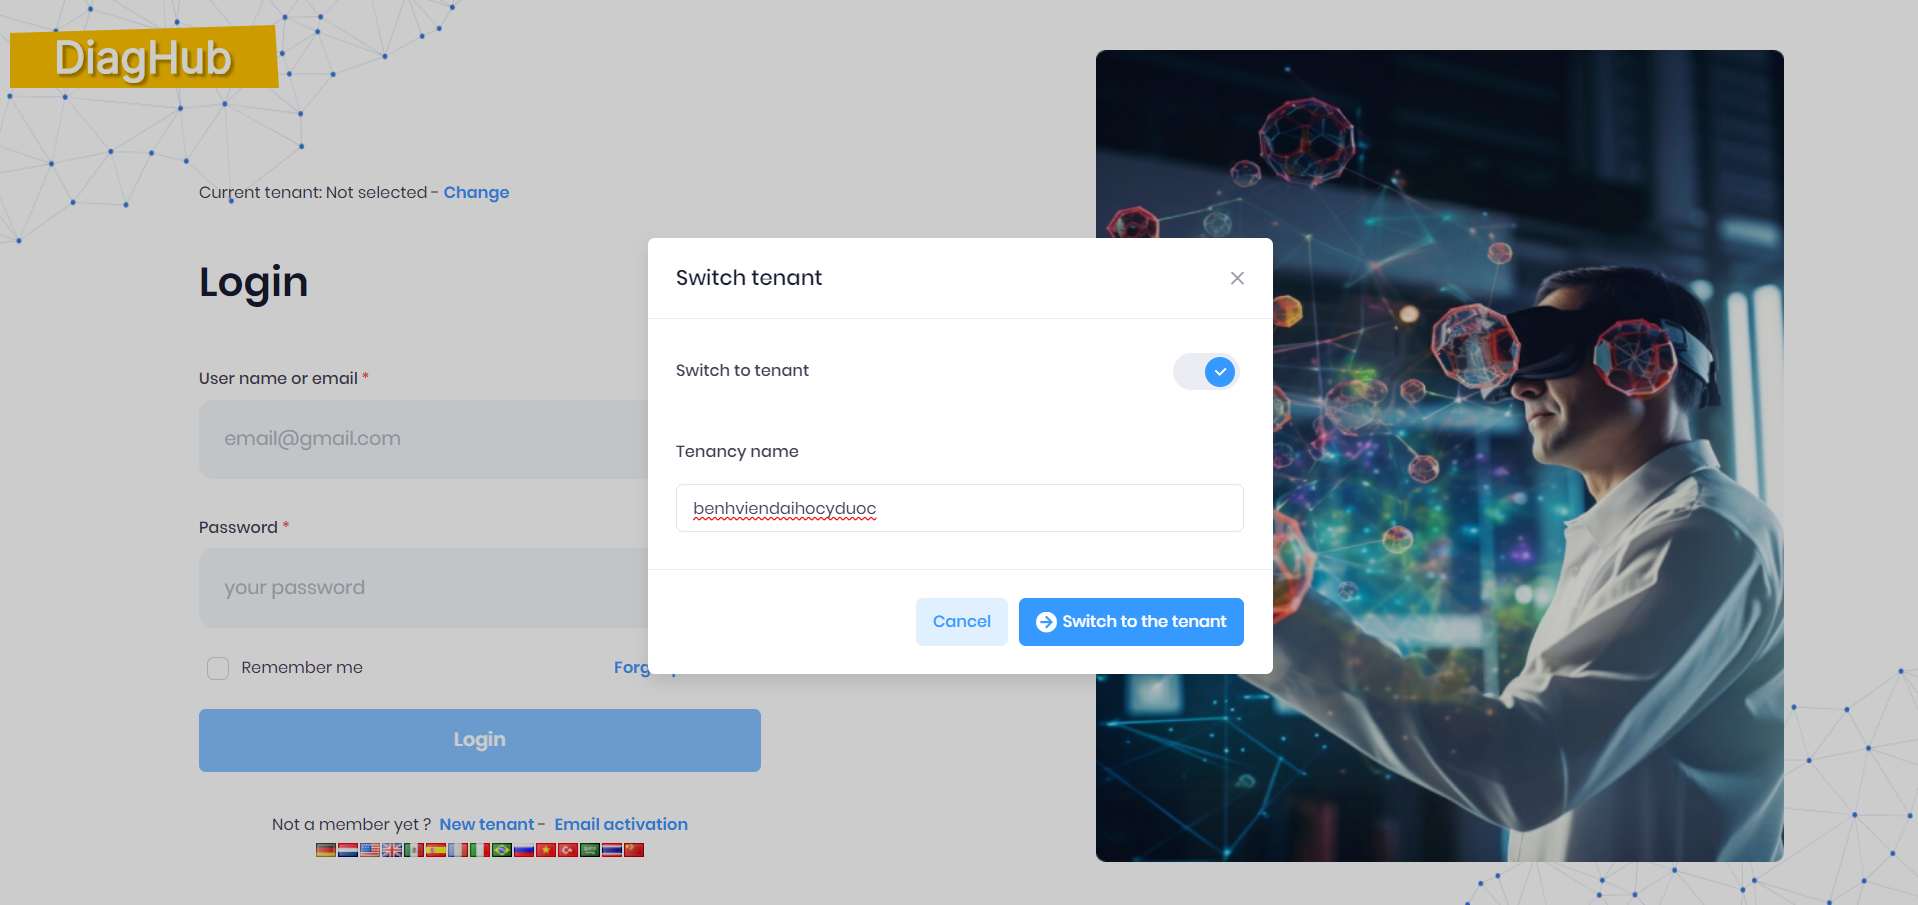 DiagHub
Current tenant: Not selected - Change
Login
User name or email *
email@gmail.com
Password *
your password
Remember me
Login
Not a member yet ? New tenant - Email activation
Switch tenant
Switch to tenant
Tenancy name
benhviendaihocyduoc
Cancel
Switch to the tenant